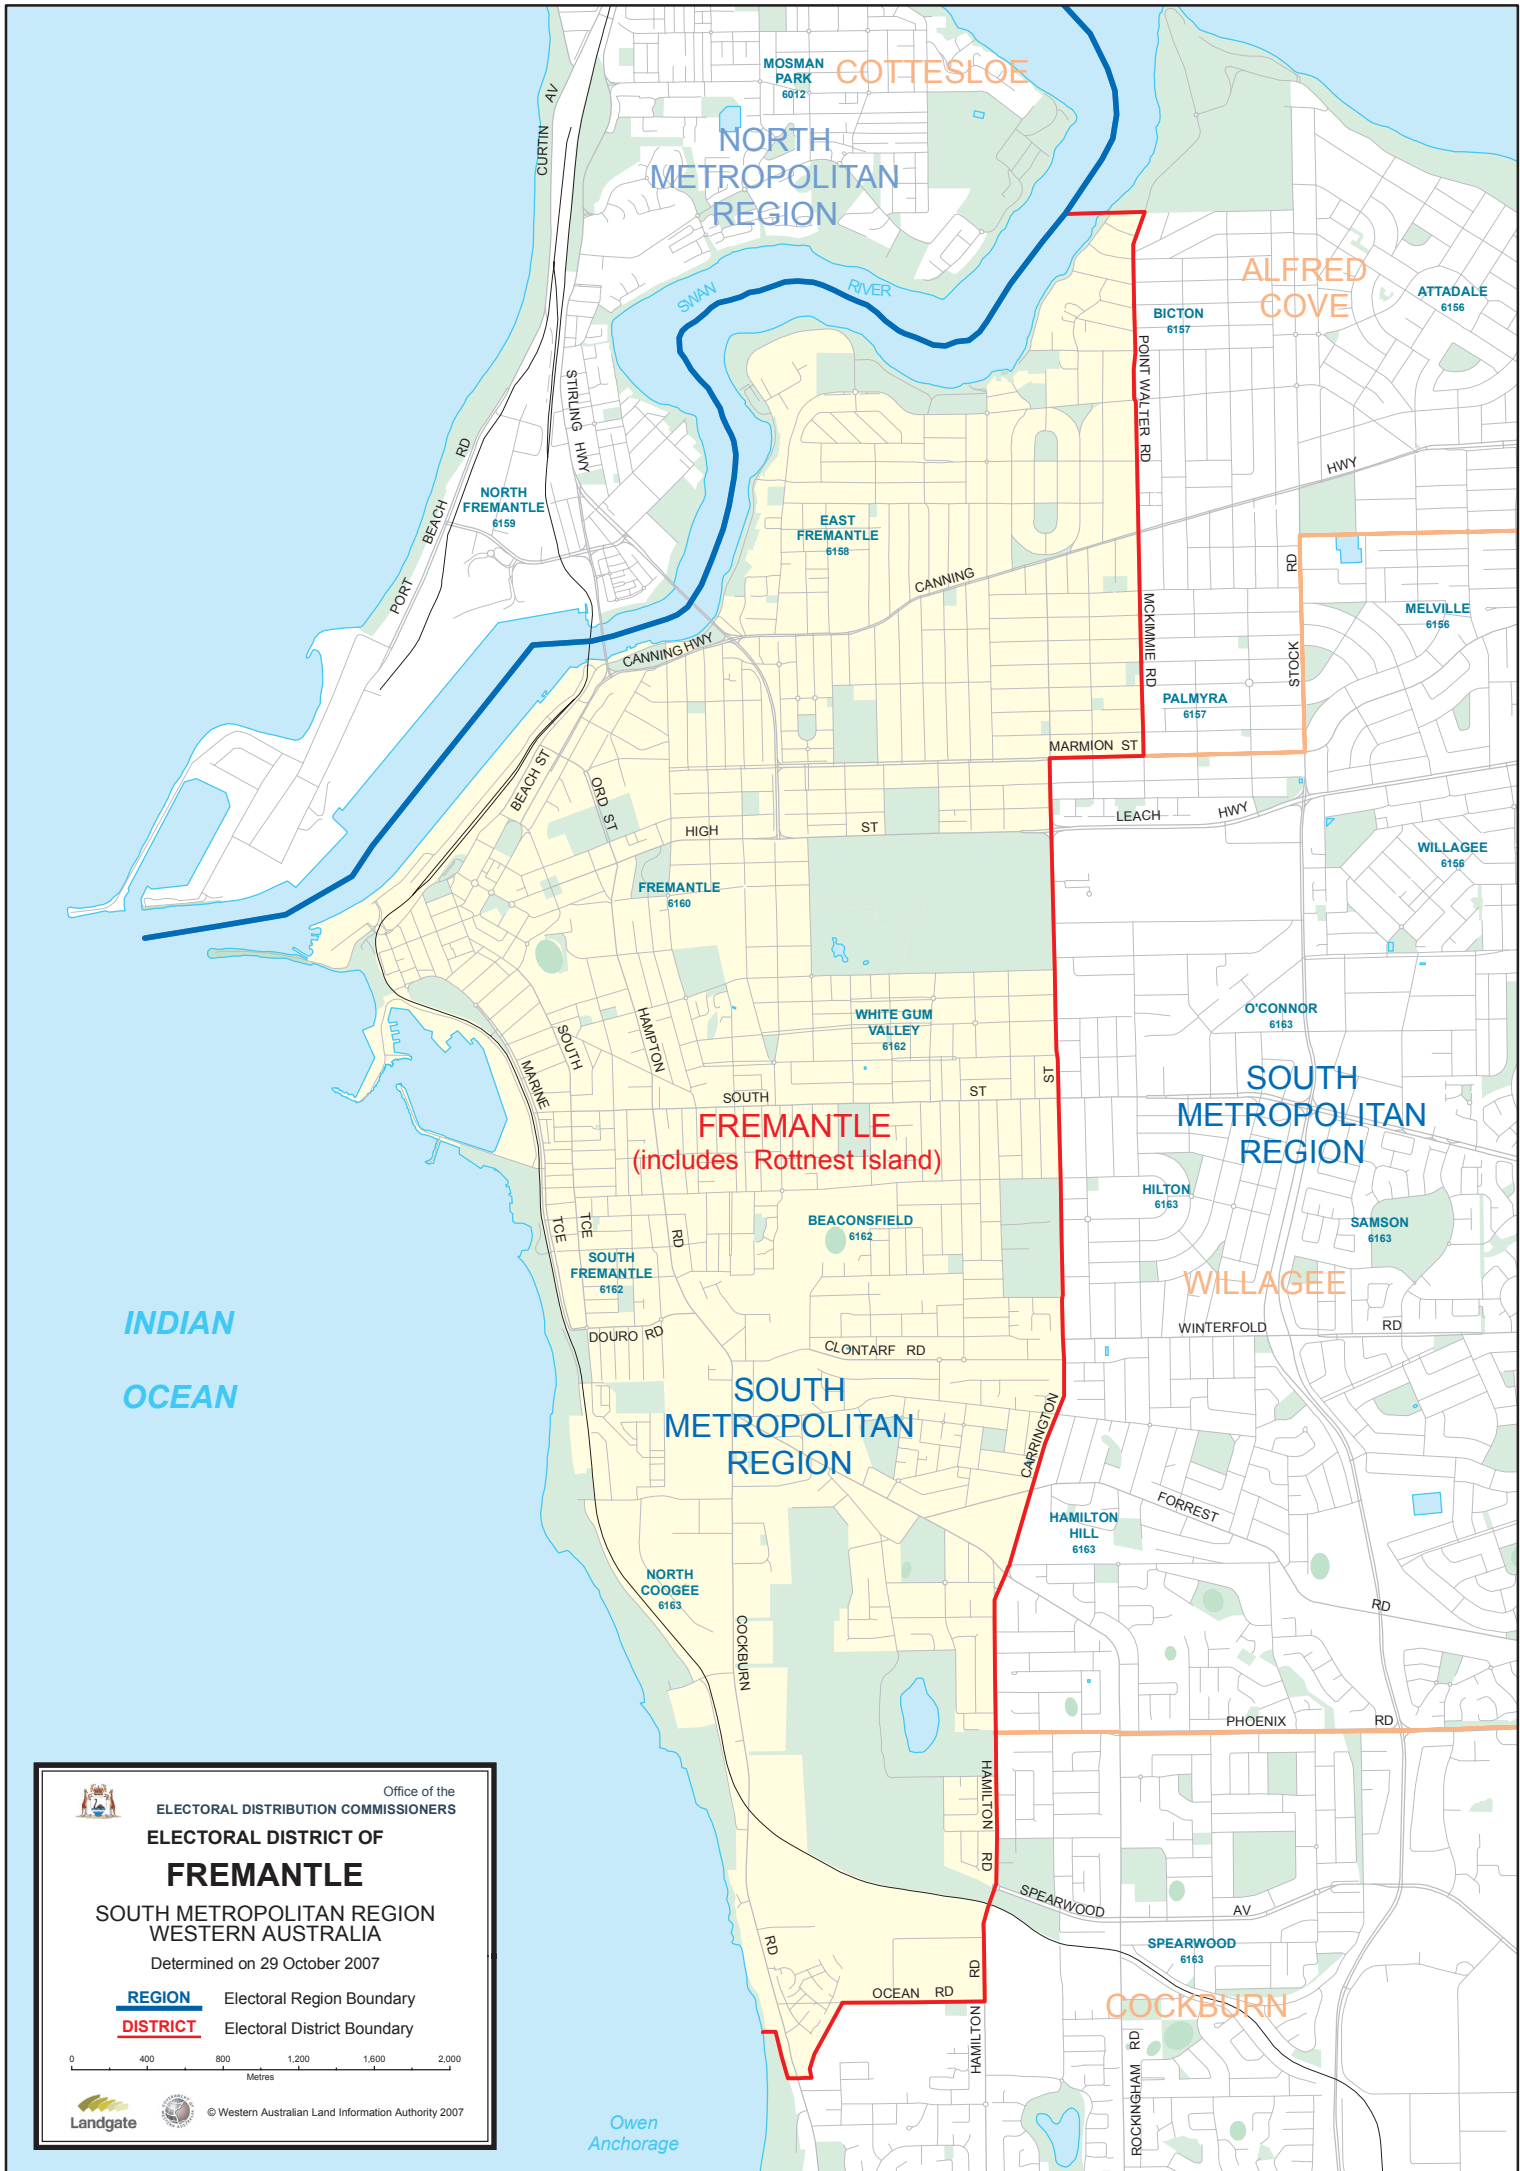 MOSMAN
PARK
6012
COTTESLOE
CURTIN AV
NORTH
METROPOLITAN
REGION
SWAN RIVER
ALFRED
COVE
ATTADALE
6156
BICTON
6157
POINT WALTER RD
STIRLING HWY
PORT BEACH RD
NORTH
FREMANTLE
6159
EAST
FREMANTLE
6158
HWY
CANNING
CANNING HWY
RD
STOCK
MELVILLE
6156
MCKIMMIE RD
PALMYRA
6157
MARMION ST
BEACH ST
ORD ST
HIGH ST
LEACH HWY
WILLAGEE
6156
FREMANTLE
6160
WHITE GUM
VALLEY
6162
O'CONNOR
6163
SOUTH
HAMPTON
MARINE
SOUTH ST
ST
SOUTH
METROPOLITAN
REGION
FREMANTLE
(includes Rottnest Island)
HILTON
6163
SAMSON
6163
BEACONSFIELD
6162
TCE
TCE
RD
SOUTH
FREMANTLE
6162
WILLAGEE
INDIAN
OCEAN
DOURO RD
CLONTARF RD
WINTERFOLD RD
SOUTH
METROPOLITAN
REGION
CARRINGTON
FORREST
RD
HAMILTON
HILL
6163
NORTH
COOGEE
6163
COCKBURN
PHOENIX RD
HAMILTON RD
SPEARWOOD AV
SPEARWOOD
6163
RD
RD
OCEAN RD
COCKBURN
HAMILTON
ROCKINGHAM RD
Owen
Anchorage
Office of the
ELECTORAL DISTRIBUTION COMMISSIONERS
ELECTORAL DISTRICT OF
FREMANTLE
SOUTH METROPOLITAN REGION
WESTERN AUSTRALIA
Determined on 29 October 2007
REGION Electoral Region Boundary
DISTRICT Electoral District Boundary
0 400 800 1,200 1,600 2,000
Metres
Landgate
© Western Australian Land Information Authority 2007